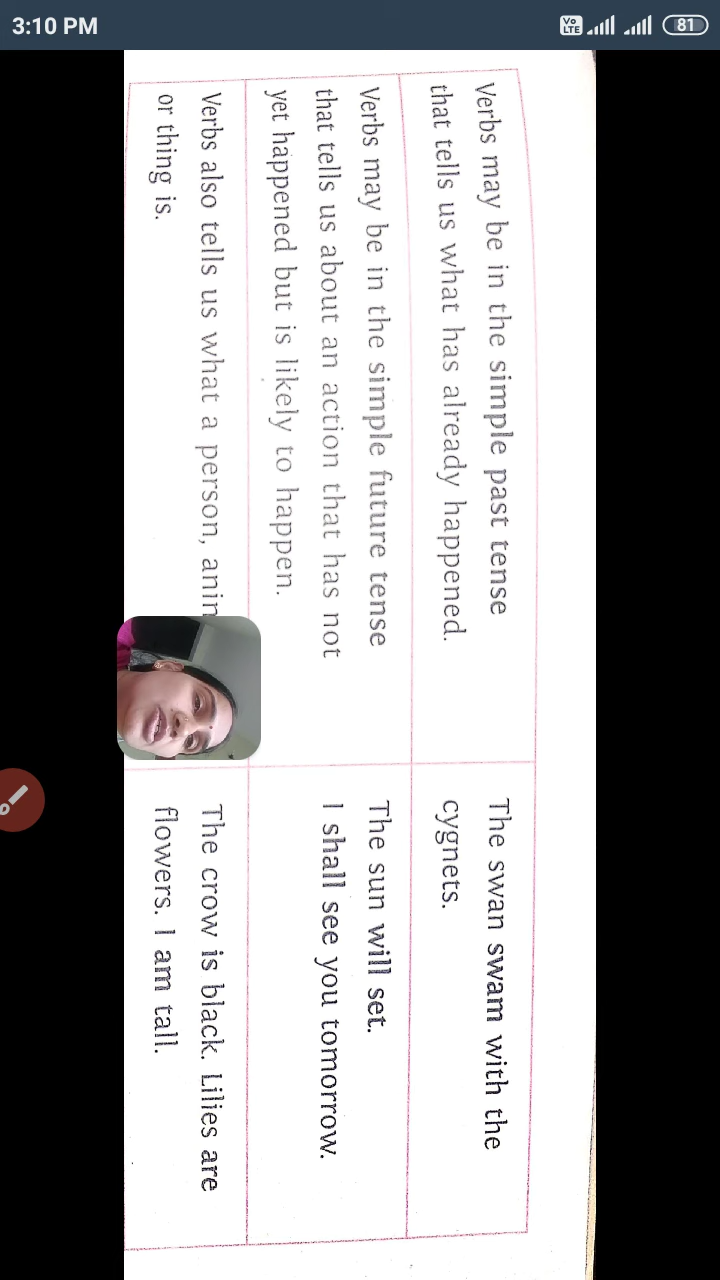 3:10 PM
Vo LTE
81
Verbs may be in the simple past tense
that tells us what has already happened.
The swan swam with the
cygnets.
Verbs may be in the simple future tense
that tells us about an action that has not
yet happened but is likely to happen.
The sun will set.
I shall see you tomorrow.
Verbs also tells us what a person,
or thing is.
The crow is black. Lilies are
flowers. I am tall.